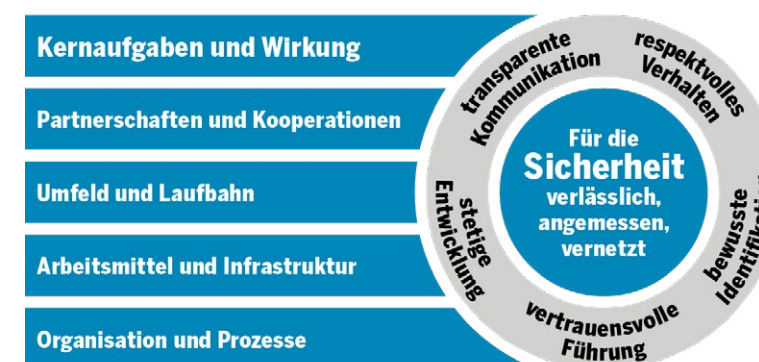 Kernaufgaben und Wirkung
Partnerschaften und Kooperationen
Umfeld und Laufbahn
Arbeitsmittel und Infrastruktur
Organisation und Prozesse
transparente
Kommunikation
respektvolles
Verhalten
bewusste
Identifikation
vertrauensvolle
Führung
stetige
Entwicklung
Für die
Sicherheit
verlässlich,
angemessen,
vernetzt